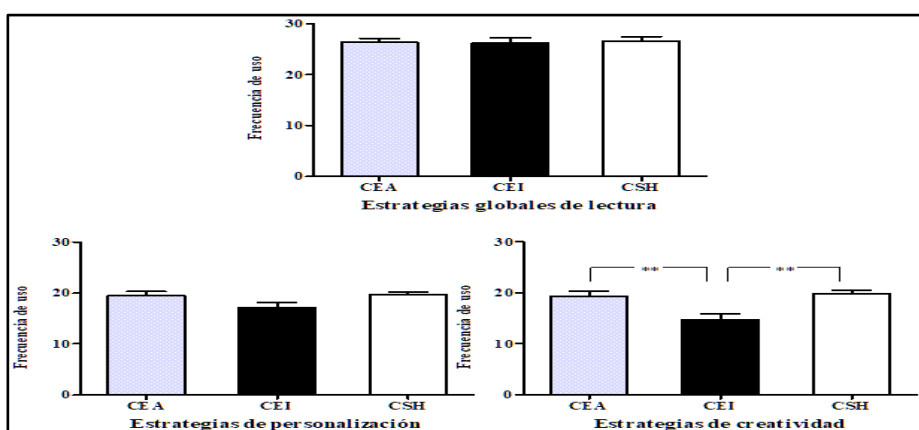 30
20
10
0
Frecuencia de uso
CEA CEI CSH
Estrategias globales de lectura
30
20
10
0
Frecuencia de uso
CEA CEI CSH
Estrategias de personalización
30
20
10
0
Frecuencia de uso
** **
CEA CEI CSH
Estrategias de creatividad